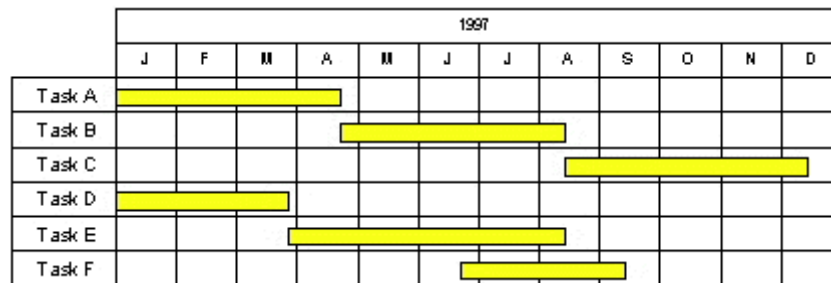 1997
J F M A M J J A S O N D
Task A
Task B
Task C
Task D
Task E
Task F